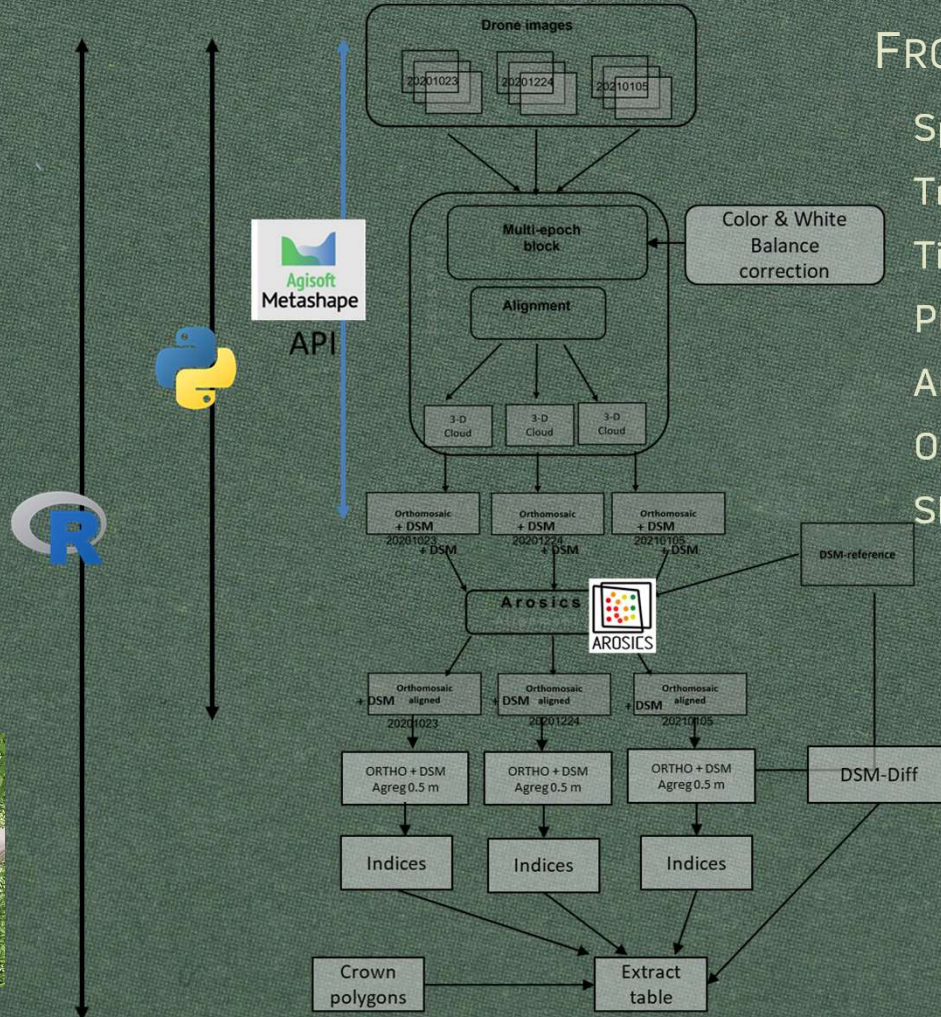 Drone images
20201023
20201224
20210105
FRO
Multi-epoch
block
Color & White
Balance
correction
Agisoft
Metashape
API
Alignment
3-D
Cloud
3-D
Cloud
3-D
Cloud
R
Orthomosaic
+ DSM
20201023
+ DSM
Orthomosaic
+ DSM
20201224
+ DSM
Orthomosaic
+ DSM
20210105
+ DSM
DSM-reference
Arosics
AROSICS
Orthomosaic
+ DSM aligned
20201023
Orthomosaic
+ DSM aligned
20201224
Orthomosaic
+ DSM aligned
20210105
ORTHO + DSM
Agreg 0.5 m
ORTHO + DSM
Agreg 0.5 m
ORTHO + DSM
Agreg 0.5 m
DSM-Diff
Indices
Indices
Indices
Crown
polygons
Extract
table